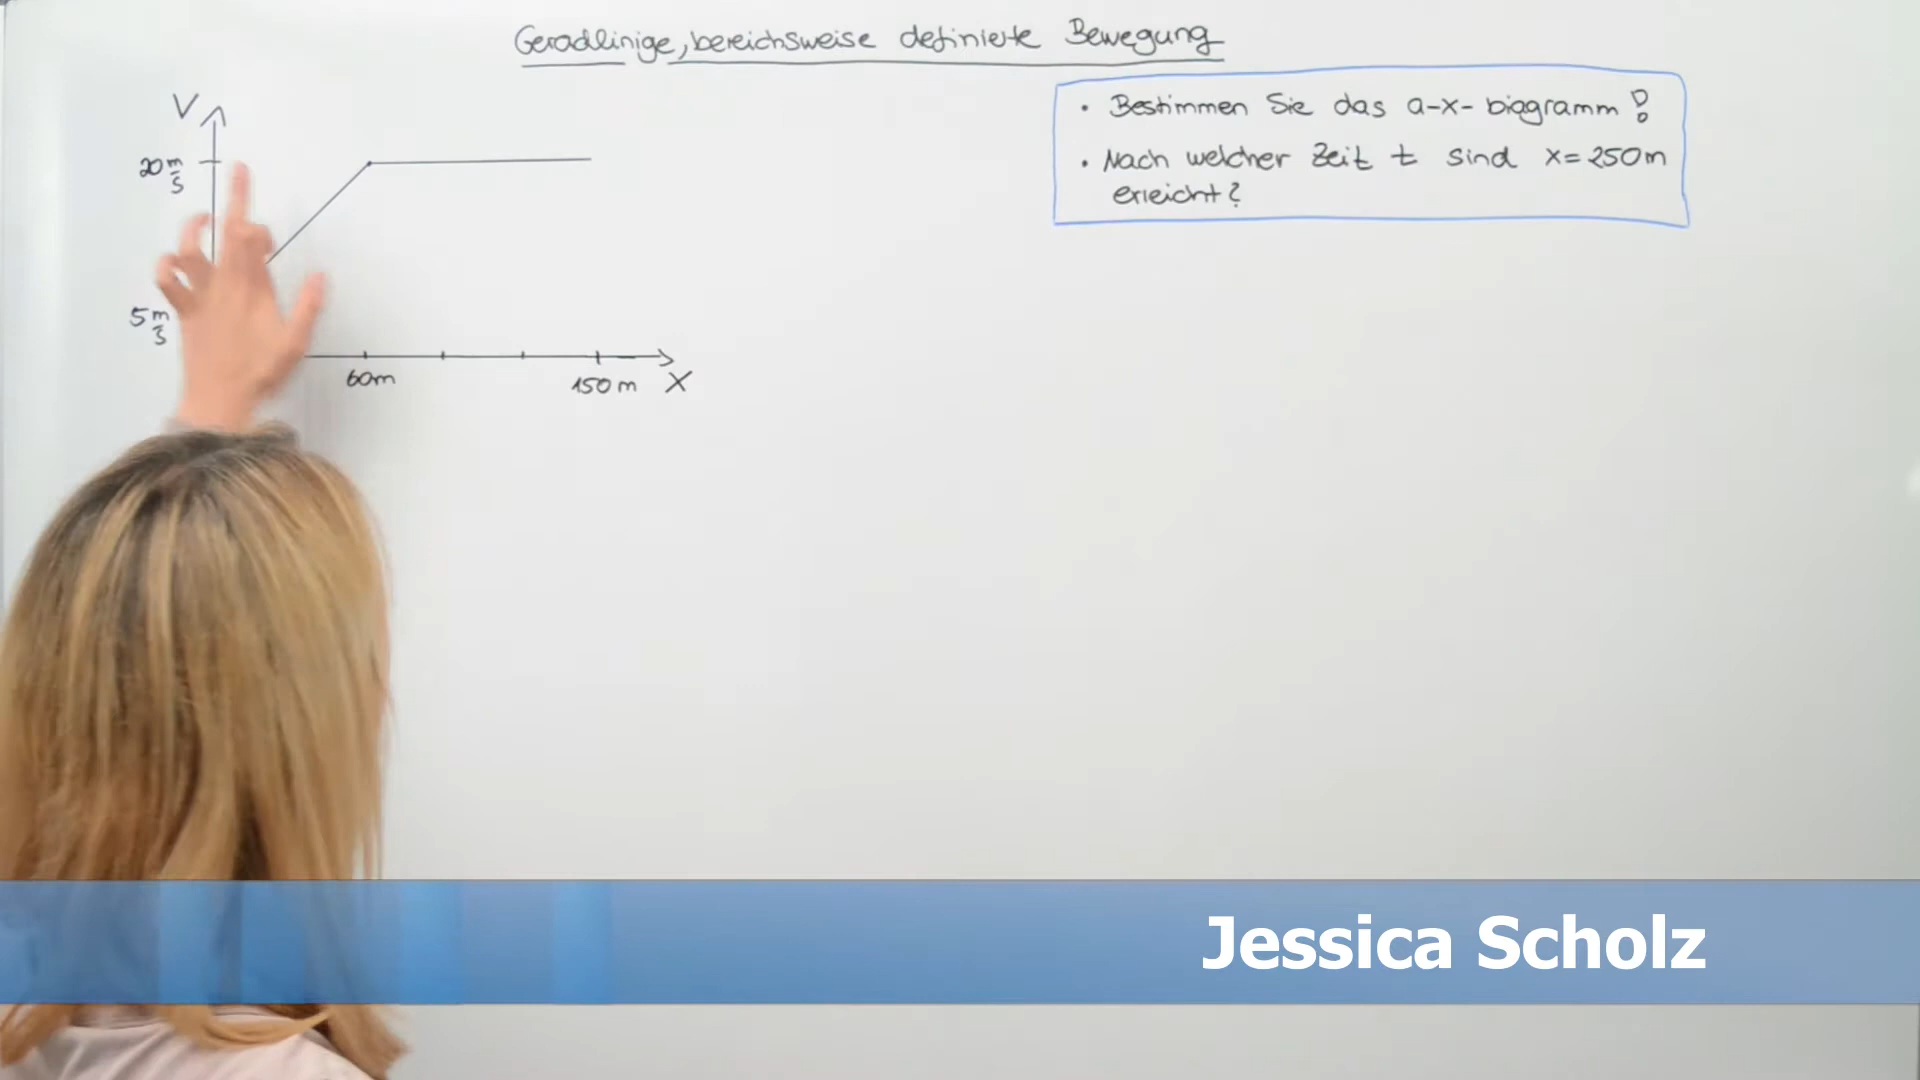 Geradlinige, bereichsweise definierte Bewegung
V
20 m/s
5 m/s
60m
150 m
X
• Bestimmen Sie das a-x-Diagramm!
• Nach welcher Zeit t sind x=250m
erreicht?
Jessica Scholz